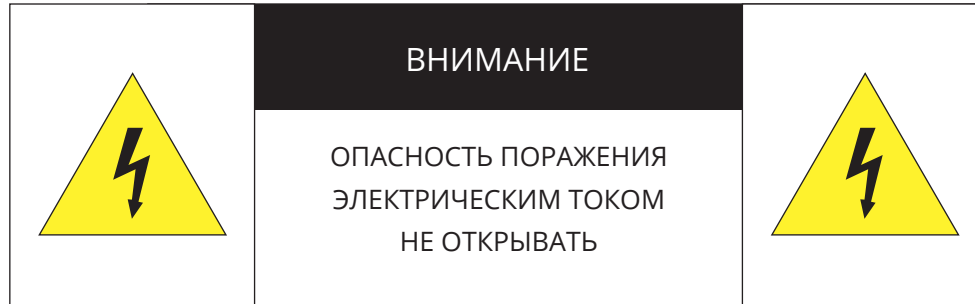 ВНИМАНИЕ
ОПАСНОСТЬ ПОРАЖЕНИЯ
ЭЛЕКТРИЧЕСКИМ ТОКОМ
НЕ ОТКРЫВАТЬ